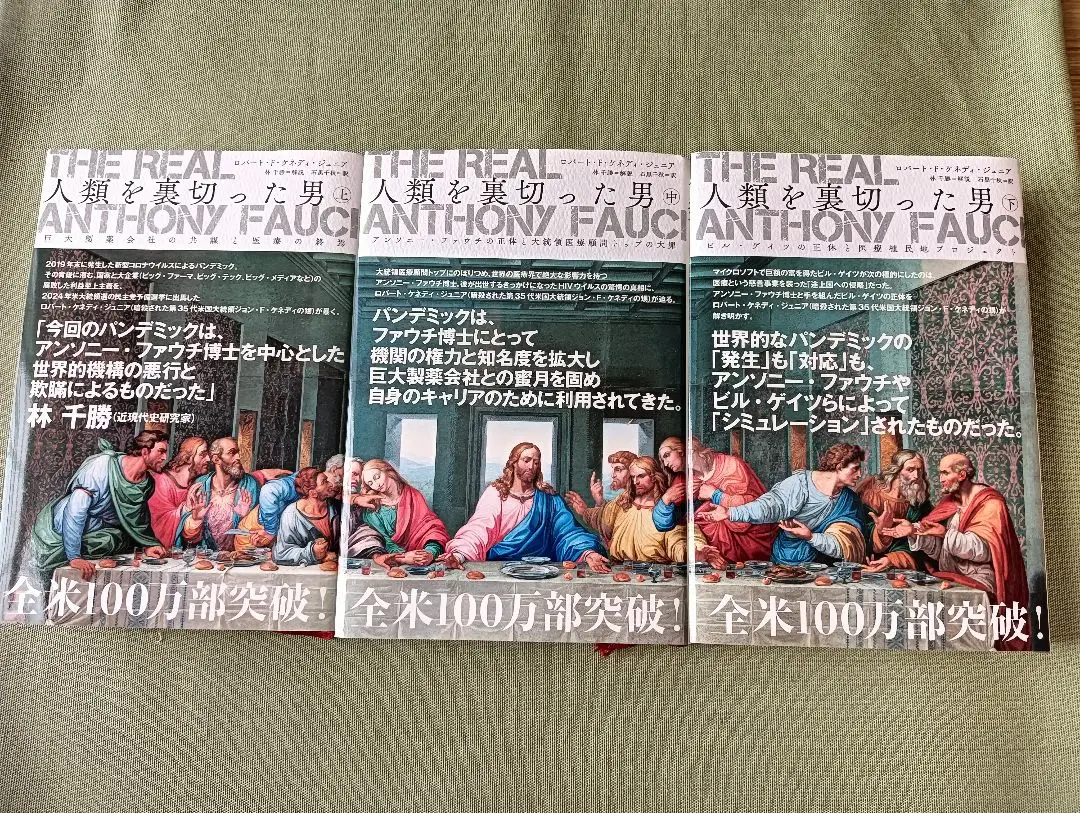 THE REAL
ロバート・F・ケネディ・ジュニア
林 千勝=解説 石黒千秋=訳
人類を裏切った男 上
ANTHONY FAUCI
巨大製薬会社の共謀と医療の終焉
2019年末に発生した新型コロナウイルスによるパンデミック。
その背後に潜む、国家と大企業(ビッグ・ファーマ、ビッグ・テック、ビッグ・メディアなど)の
腐敗した利益至上主義を、
2024年米大統領選の民主党予備選挙に出馬した
ロバート・ケネディ・ジュニア(暗殺された第35代米国大統領ジョン・F・ケネディの甥)が暴く。
「今回のパンデミックは、
アンソニー・ファウチ博士を中心とした
世界的機構の悪行と
欺瞞によるものだった」
林 千勝(近現代史研究家)
全米100万部突破!
THE REAL
ロバート・F・ケネディ・ジュニア
林 千勝=解説 石黒千秋=訳
人類を裏切った男 中
ANTHONY FAUCI
アンソニー・ファウチの正体と大統領医療顧問トップの大罪
大統領医療顧問トップにのぼりつめ、世界の医療界で絶大な影響力を持つ
アンソニー・ファウチ博士。彼が出世するきっかけになったHIVウイルスの驚愕の真相に、
ロバート・ケネディ・ジュニア(暗殺された第35代米国大統領ジョン・F・ケネディの甥)が迫る。
パンデミックは、
ファウチ博士にとって
機関の権力と知名度を拡大し
巨大製薬会社との蜜月を固め
自身のキャリアのために利用されてきた。
全米100万部突破!
THE REAL
ロバート・F・ケネディ・ジュニア
林 千勝=解説 石黒千秋=訳
人類を裏切った男 下
ANTHONY FAUC
ビル・ゲイツの正体と医療植民地プロジェクト
マイクロソフトで巨額の富を得たビル・ゲイツが次の標的にしたのは
医療という慈善事業を装った「途上国への侵略」だった。
アンソニー・ファウチ博士と手を組んだビル・ゲイツの正体を
ロバート・ケネディ・ジュニア(暗殺された第35代米国大統領ジョン・F・ケネディの甥)が
解き明かす。
世界的なパンデミックの
「発生」も「対応」も、
アンソニー・ファウチや
ビル・ゲイツらによって
「シミュレーション」されたものだった。
全米100万部突破!